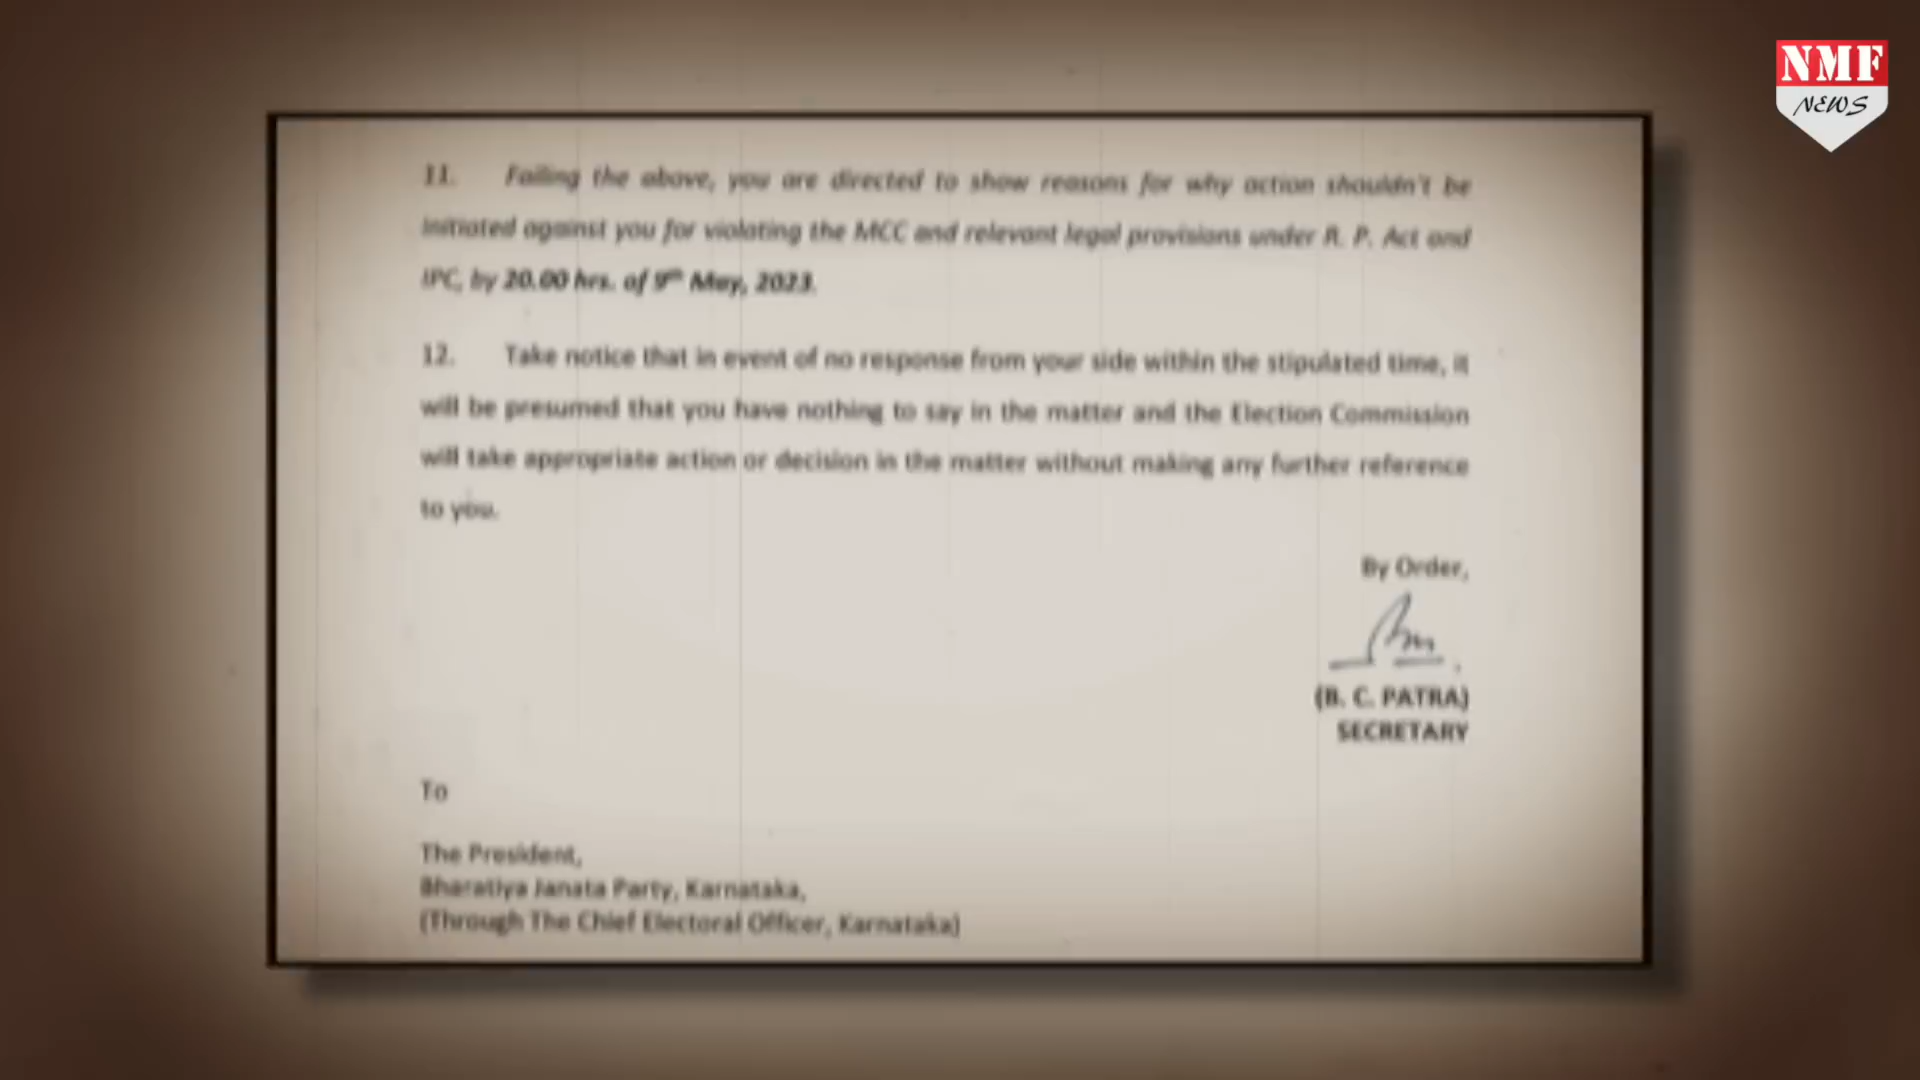 NMF
NEWS
11. Failing the above, you are directed to show reasons for why action shouldn't be
initiated against you for violating the MCC and relevant legal provisions under R. P. Act and
IPC, by 20.00 hrs. of 9th May, 2023.
12. Take notice that in event of no response from your side within the stipulated time, it
will be presumed that you have nothing to say in the matter and the Election Commission
will take appropriate action or decision in the matter without making any further reference
to you.
By Order,
(B. C. PATRA)
SECRETARY
To
The President,
Bharatiya Janata Party, Karnataka,
(Through The Chief Electoral Officer, Karnataka)